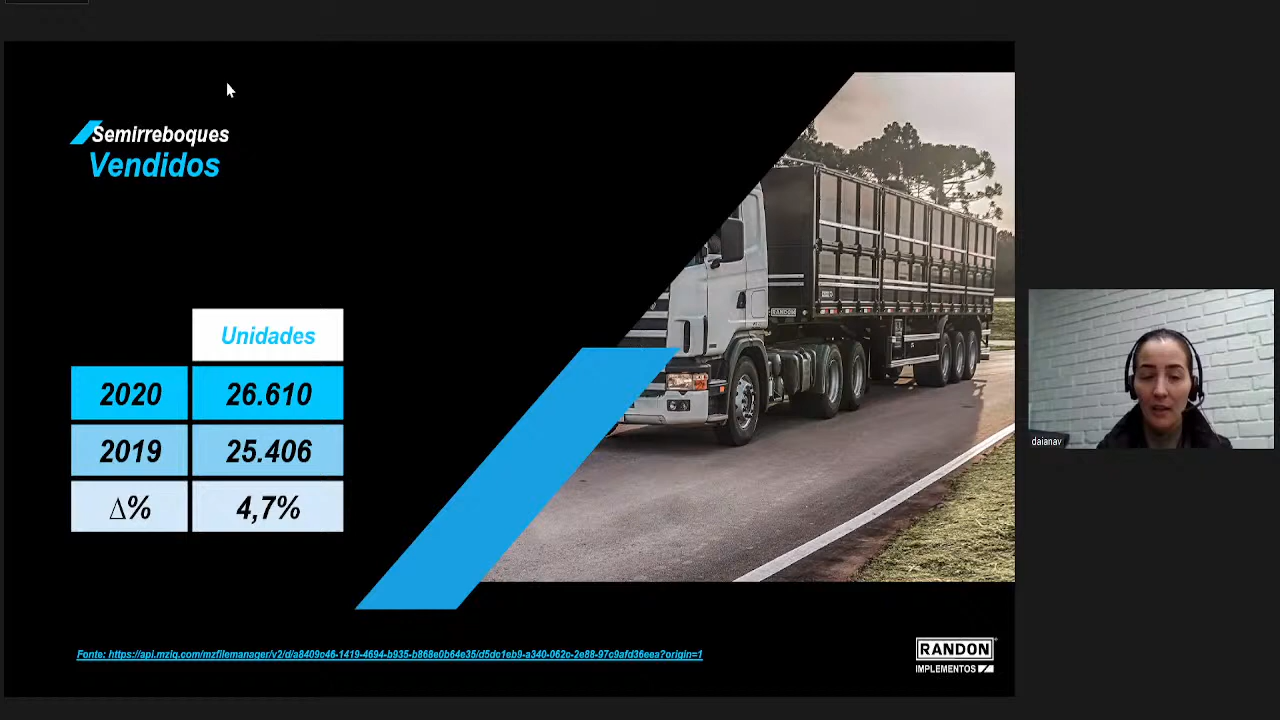 Semirreboques
Vendidos
Unidades
2020 26.610
2019 25.406
∆% 4,7%
Fonte: https://api.mziq.com/mzfilemanager/v2/d/a8409c46-1419-4694-b935-b868e0b64e35/d5dc1eb9-a340-062c-2e88-97c9afd36eea?origin=1
RANDON
IMPLEMENTOS
RANDON
daianav